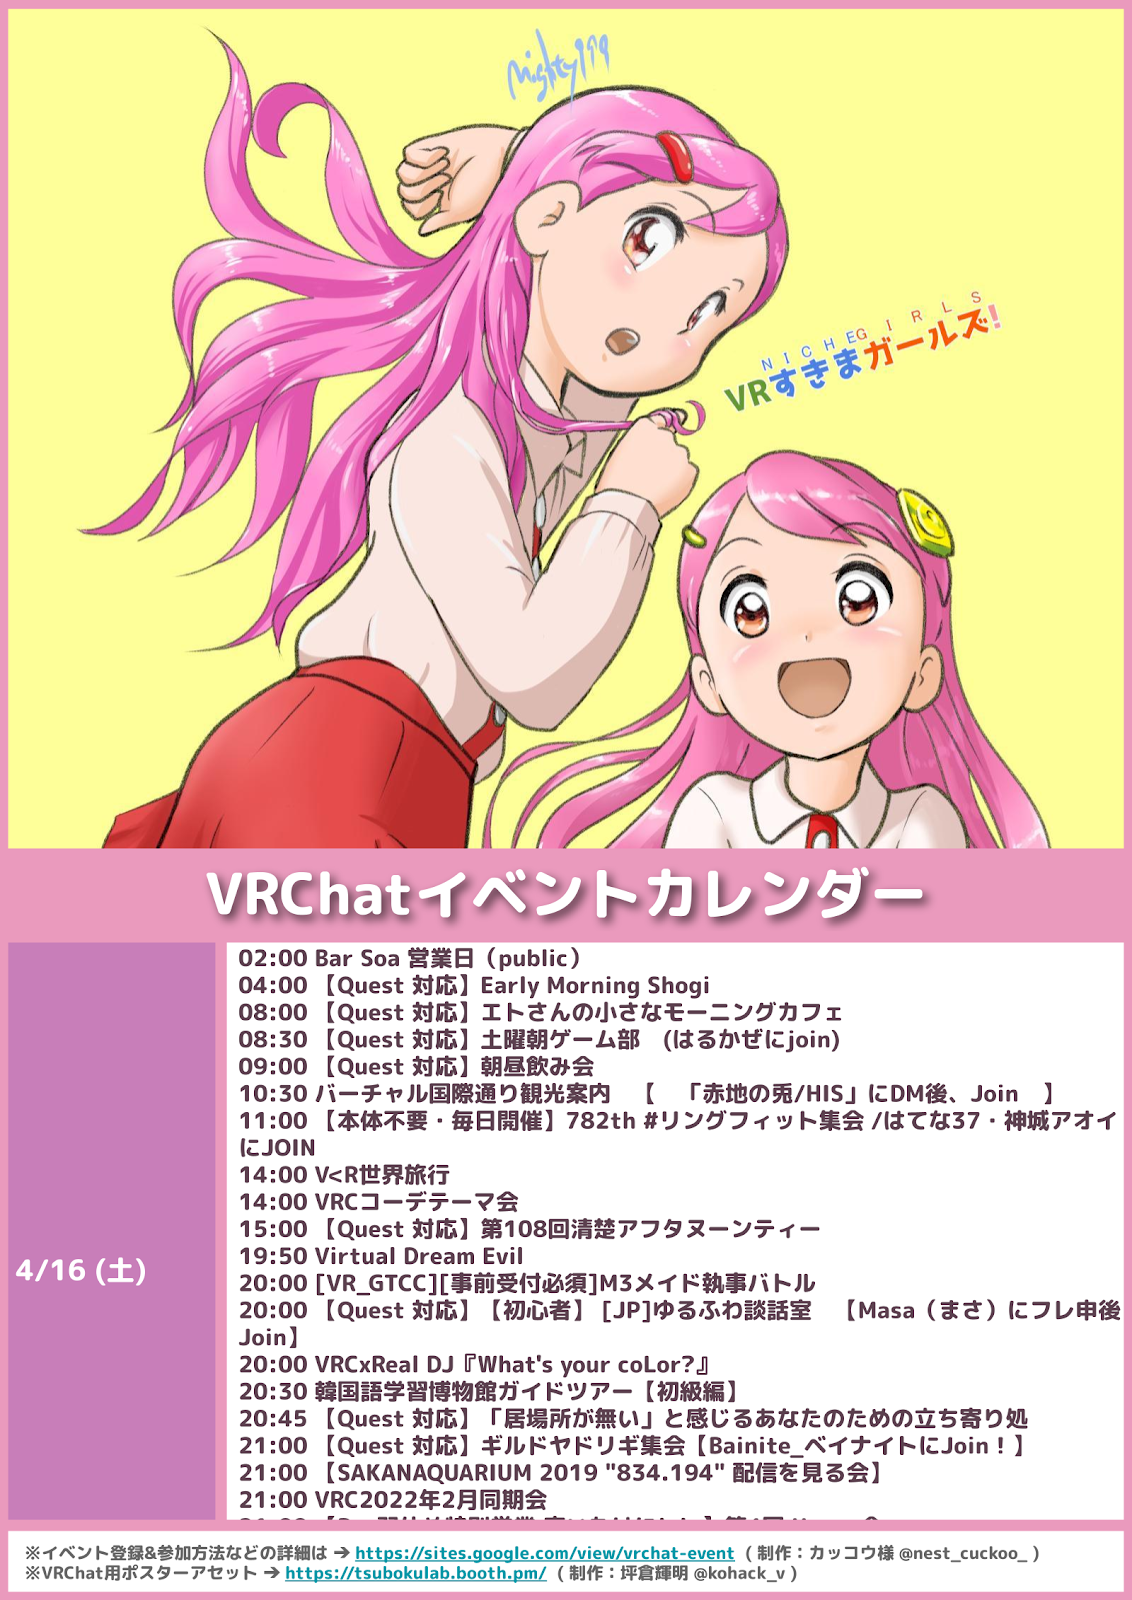 mighty199
NICHE GIRLS
VRすきまガールズ!
VRChatイベントカレンダー
4/16 (土)
02:00 Bar Soa 営業日（public）
04:00 【Quest 対応】Early Morning Shogi
08:00 【Quest 対応】エトさんの小さなモーニングカフェ
08:30 【Quest 対応】土曜朝ゲーム部　(はるかぜにjoin)
09:00 【Quest 対応】朝昼飲み会
10:30 バーチャル国際通り観光案内　【　「赤地の兎/HIS」にDM後、Join　】
11:00 【本体不要・毎日開催】782th #リングフィット集会 /はてな37・神城アオイ
にJOIN
14:00 V<R世界旅行
14:00 VRCコーデテーマ会
15:00 【Quest 対応】第108回清楚アフタヌーンティー
19:50 Virtual Dream Evil
20:00 [VR_GTCC][事前受付必須]M3メイド執事バトル
20:00 【Quest 対応】【初心者】 [JP]ゆるふわ談話室　【Masa（まさ）にフレ申後
Join】
20:00 VRCxReal DJ『What's your coLor?』
20:30 韓国語学習博物館ガイドツアー【初級編】
20:45 【Quest 対応】「居場所が無い」と感じるあなたのための立ち寄り処
21:00 【Quest 対応】ギルドヤドリギ集会【Bainite_ベイナイトにJoin！】
21:00 【SAKANAQUARIUM 2019 "834.194" 配信を見る会】
21:00 VRC2022年2月同期会
※イベント登録&参加方法などの詳細は ➔ https://sites.google.com/view/vrchat-event （制作：カッコウ様 @nest_cuckoo_ ）
※VRChat用ポスターアセット ➔ https://tsubokulab.booth.pm/ （制作：坪倉輝明 @kohack_v ）